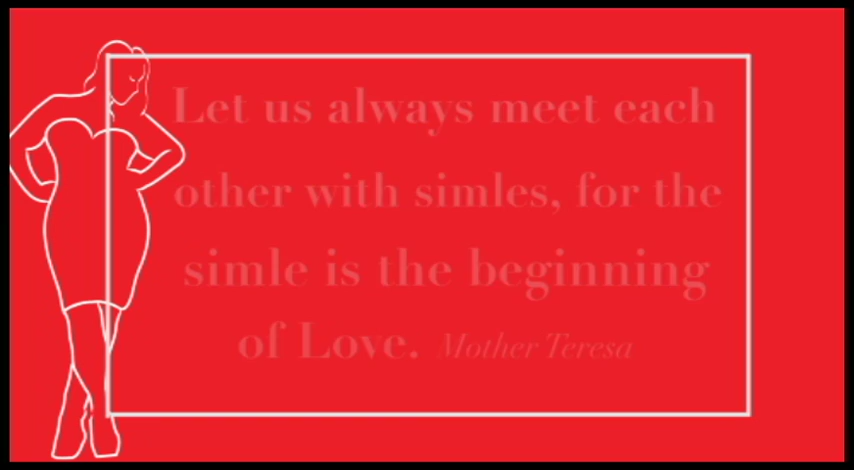 Let us always meet each
other with simles, for the
simle is the beginning
of Love. Mother Teresa